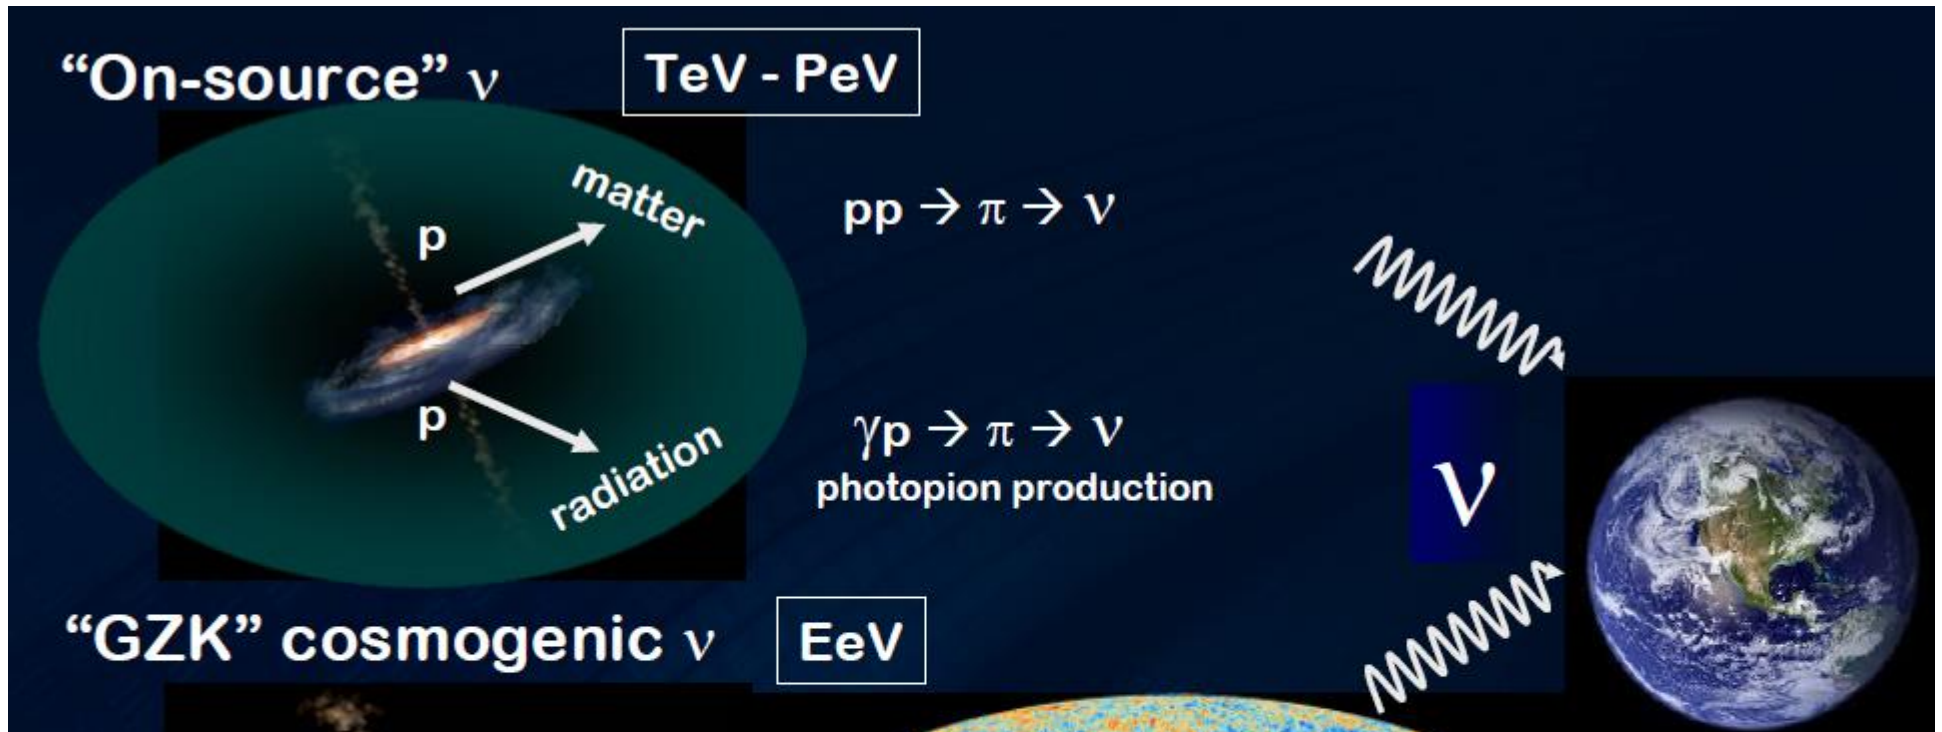 “On-source” ν
TeV - PeV
matter
p
pp → π → ν
p
radiation
γp → π → ν
photopion production
ν
“GZK” cosmogenic ν
EeV